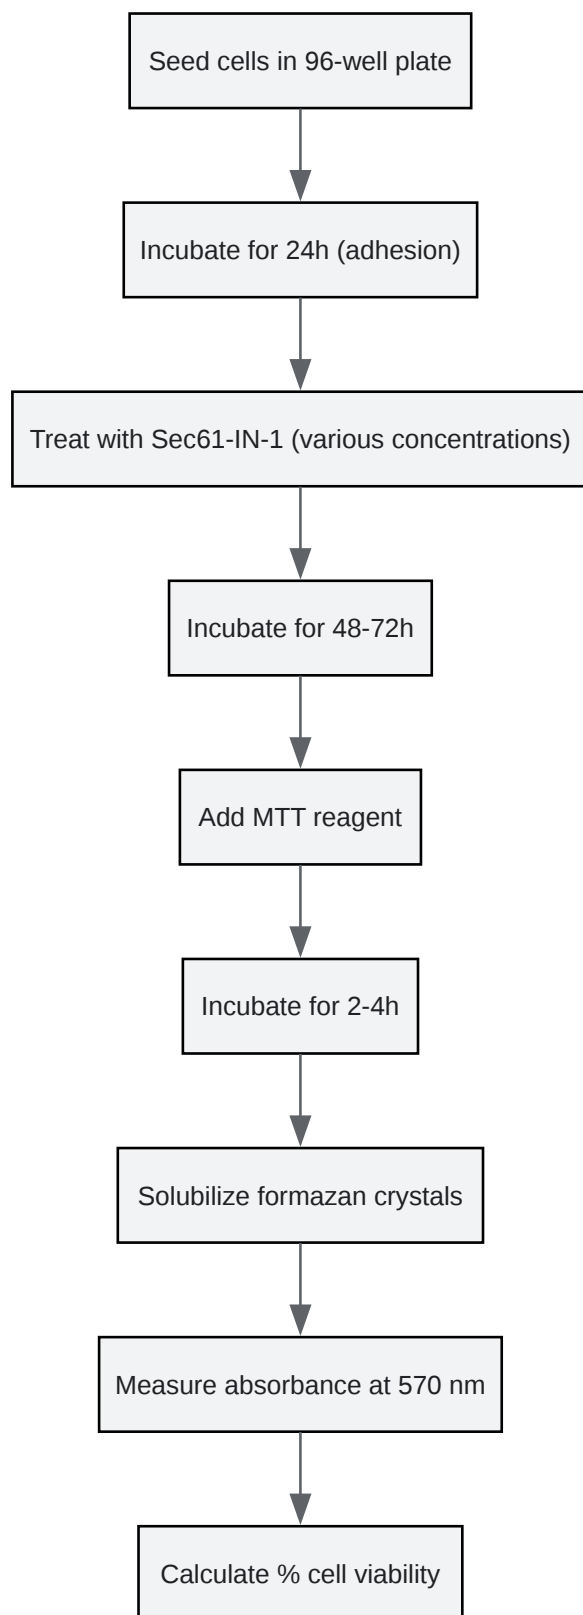 Seed cells in 96-well plate
Incubate for 24h (adhesion)
Treat with Sec61-IN-1 (various concentrations)
Incubate for 48-72h
Add MTT reagent
Incubate for 2-4h
Solubilize formazan crystals
Measure absorbance at 570 nm
Calculate % cell viability